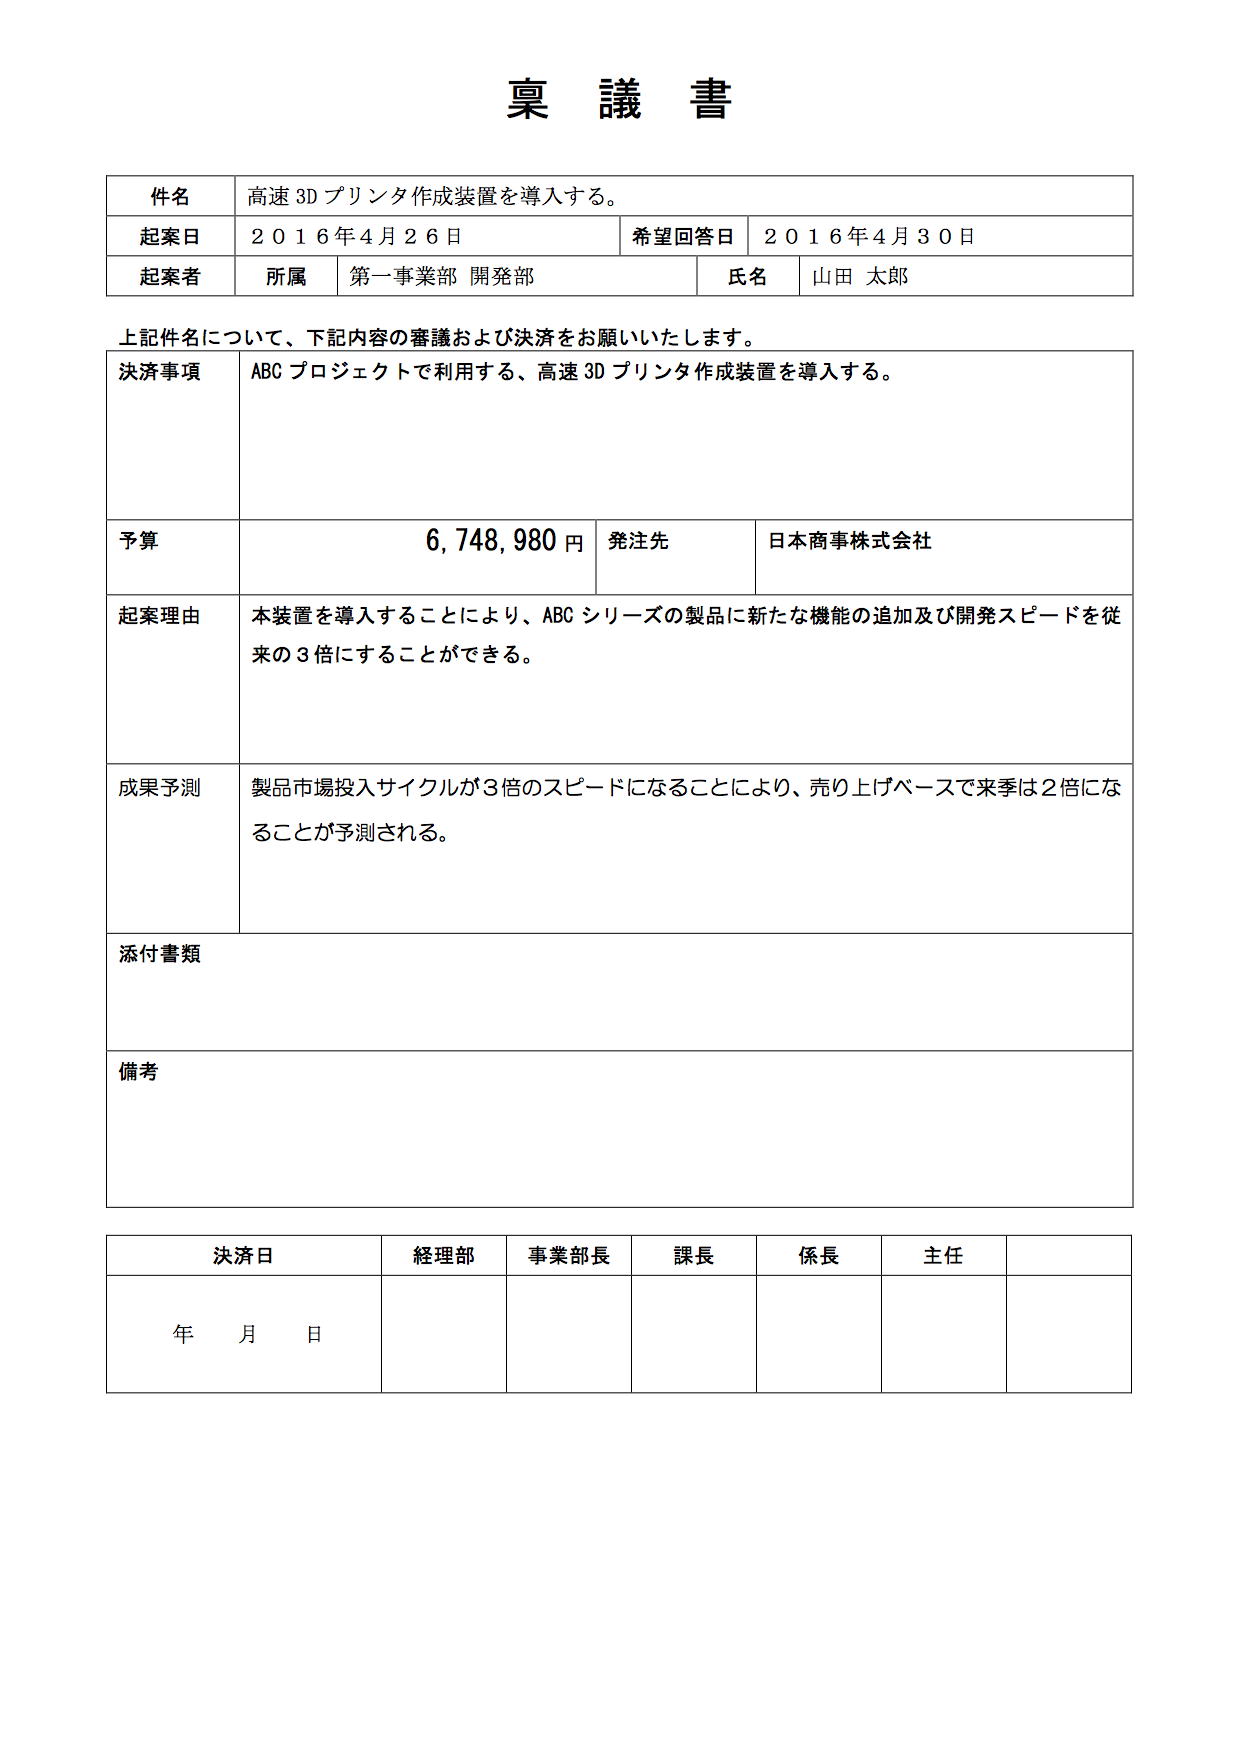 稟　議　書
件名 高速 3D プリンタ作成装置を導入する。
起案日 ２０１６年４月２６日 希望回答日 ２０１６年４月３０日
起案者 所属 第一事業部 開発部 氏名 山田 太郎
上記件名について、下記内容の審議および決済をお願いいたします。
決済事項 ABC プロジェクトで利用する、高速 3D プリンタ作成装置を導入する。
予算 6,748,980 円 発注先 日本商事株式会社
起案理由 本装置を導入することにより、ABC シリーズの製品に新たな機能の追加及び開発スピードを従
来の３倍にすることができる。
成果予測 製品市場投入サイクルが３倍のスピードになることにより、売り上げベースで来季は２倍にな
ることが予測される。
添付書類
備考
決済日 経理部 事業部長 課長 係長 主任
年　月　日